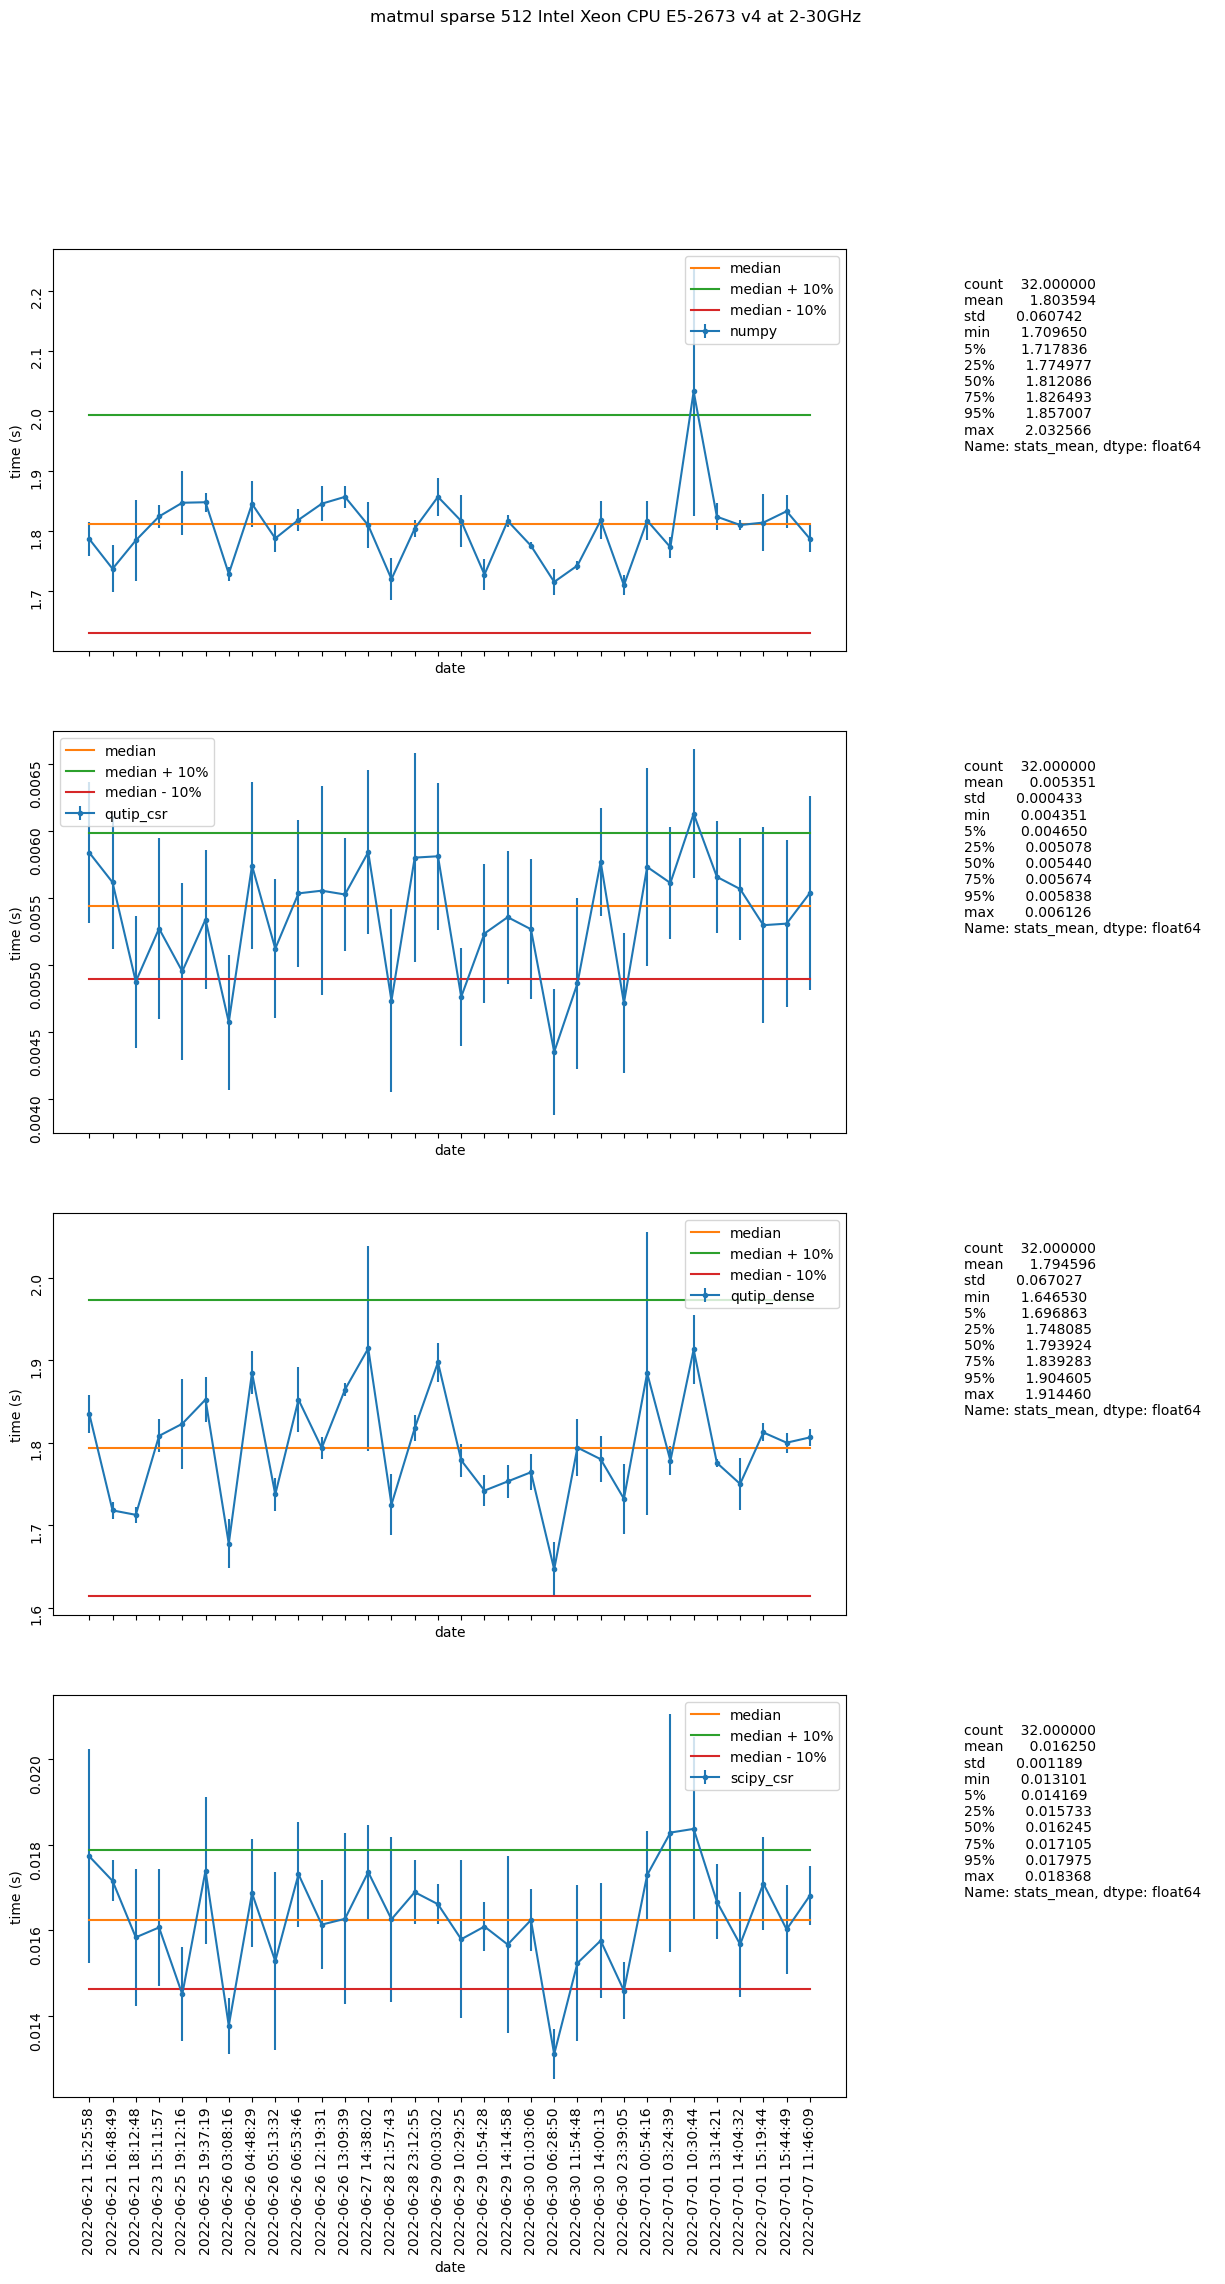 matmul sparse 512 Intel Xeon CPU E5-2673 v4 at 2-30GHz
median
median + 10%
median - 10%
numpy
2.2
2.1
2.0
1.9
1.8
1.7
time (s)
date
count 32.000000
mean 1.803594
std 0.060742
min 1.709650
5% 1.717836
25% 1.774977
50% 1.812086
75% 1.826493
95% 1.857007
max 2.032566
Name: stats_mean, dtype: float64
median
median + 10%
median - 10%
qutip_csr
0.0065
0.0060
0.0055
0.0050
0.0045
0.0040
time (s)
date
count 32.000000
mean 0.005351
std 0.000433
min 0.004351
5% 0.004650
25% 0.005078
50% 0.005440
75% 0.005674
95% 0.005838
max 0.006126
Name: stats_mean, dtype: float64
median
median + 10%
median - 10%
qutip_dense
2.0
1.9
1.8
1.7
1.6
time (s)
date
count 32.000000
mean 1.794596
std 0.067027
min 1.646530
5% 1.696863
25% 1.748085
50% 1.793924
75% 1.839283
95% 1.904605
max 1.914460
Name: stats_mean, dtype: float64
median
median + 10%
median - 10%
scipy_csr
0.020
0.018
0.016
0.014
time (s)
count 32.000000
mean 0.016250
std 0.001189
min 0.013101
5% 0.014169
25% 0.015733
50% 0.016245
75% 0.017105
95% 0.017975
max 0.018368
Name: stats_mean, dtype: float64
2022-06-21 15:25:58
2022-06-21 16:48:49
2022-06-21 18:12:48
2022-06-23 15:11:57
2022-06-25 19:12:16
2022-06-25 19:37:19
2022-06-26 03:08:16
2022-06-26 04:48:29
2022-06-26 05:13:32
2022-06-26 06:53:46
2022-06-26 12:19:31
2022-06-26 13:09:39
2022-06-27 14:38:02
2022-06-28 21:57:43
2022-06-28 23:12:55
2022-06-29 00:03:02
2022-06-29 10:29:25
2022-06-29 10:54:28
2022-06-29 14:14:58
2022-06-30 01:03:06
2022-06-30 06:28:50
2022-06-30 11:54:48
2022-06-30 14:00:13
2022-06-30 23:39:05
2022-07-01 00:54:16
2022-07-01 03:24:39
2022-07-01 10:30:44
2022-07-01 13:14:21
2022-07-01 14:04:32
2022-07-01 15:19:44
2022-07-01 15:44:49
2022-07-07 11:46:09
date